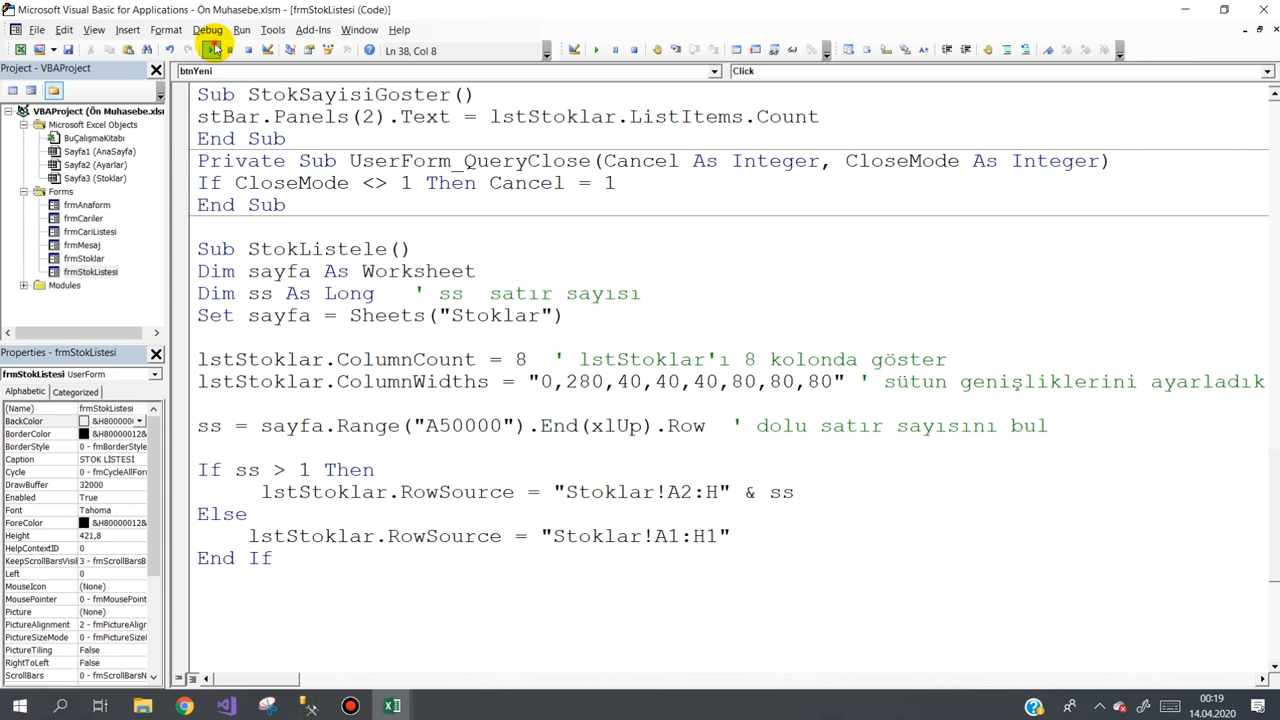 Microsoft Visual Basic for Applications - Ön Muhasebe.xlsm - [frmStokListesi (Code)]
File Edit View Insert Format Debug Run Tools Add-Ins Window Help
Ln 38, Col 8
Project - VBAProject
btnYeni
Click
VBAProject (Ön Muhasebe.xlsm
Microsoft Excel Objects
BuÇalışmaKitabı
Sayfa1 (AnaSayfa)
Sayfa2 (Ayarlar)
Sayfa3 (Stoklar)
Forms
frmAnaform
frmCariler
frmCariListesi
frmMesaj
frmStoklar
frmStokListesi
Modules
Properties - frmStokListesi
frmStokListesi UserForm
Alphabetic Categorized
(Name) frmStokListesi
BackColor &H800000
BorderColor &H80000012&
BorderStyle 0 - fmBorderStyle
Caption STOK LİSTESİ
Cycle 0 - fmCycleAllForm
DrawBuffer 32000
Enabled True
Font Tahoma
ForeColor &H80000012&
Height 421,8
HelpContextID 0
KeepScrollBarsVisi 3 - fmScrollBarsB
Left 0
MouseIcon (None)
MousePointer 0 - fmMousePoint
Picture (None)
PictureAlignment 2 - fmPictureAlign
PictureSizeMode 0 - fmPictureSizeM
PictureTiling False
RightToLeft False
ScrollBars 0 - fmScrollBarsN
Sub StokSayisiGoster()
stBar.Panels(2).Text = lstStoklar.ListItems.Count
End Sub
Private Sub UserForm_QueryClose(Cancel As Integer, CloseMode As Integer)
If CloseMode <> 1 Then Cancel = 1
End Sub
Sub StokListele()
Dim sayfa As Worksheet
Dim ss As Long ' ss satır sayısı
Set sayfa = Sheets("Stoklar")
lstStoklar.ColumnCount = 8 ' lstStoklar'ı 8 kolonda göster
lstStoklar.ColumnWidths = "0,280,40,40,40,80,80,80" ' sütun genişliklerini ayarladık
ss = sayfa.Range("A50000").End(xlUp).Row ' dolu satır sayısını bul
If ss > 1 Then
lstStoklar.RowSource = "Stoklar!A2:H" & ss
Else
lstStoklar.RowSource = "Stoklar!A1:H1"
End If
00:19
14.04.2020